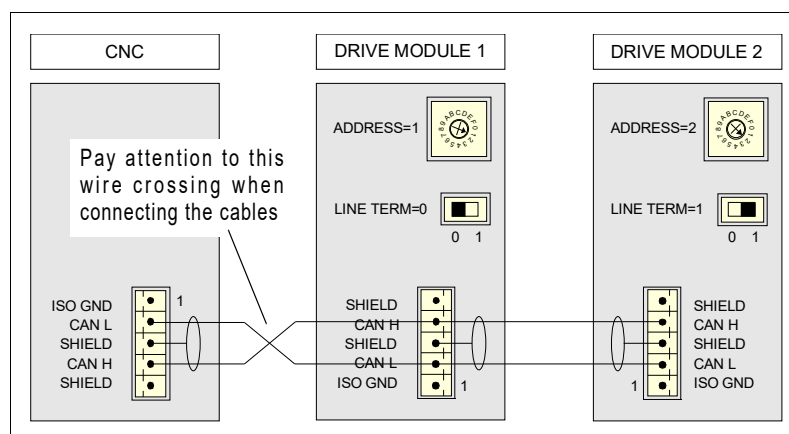 CNC
DRIVE MODULE 1
DRIVE MODULE 2
ADDRESS=1
0123456789ABCDEF
ADDRESS=2
0123456789ABCDEF
Pay attention to this
wire crossing when
connecting the cables
LINE TERM=0
0 1
LINE TERM=1
0 1
ISO GND
CAN L
SHIELD
CAN H
SHIELD
1
SHIELD
CAN H
SHIELD
CAN L
ISO GND
1
SHIELD
CAN H
SHIELD
CAN L
ISO GND
1